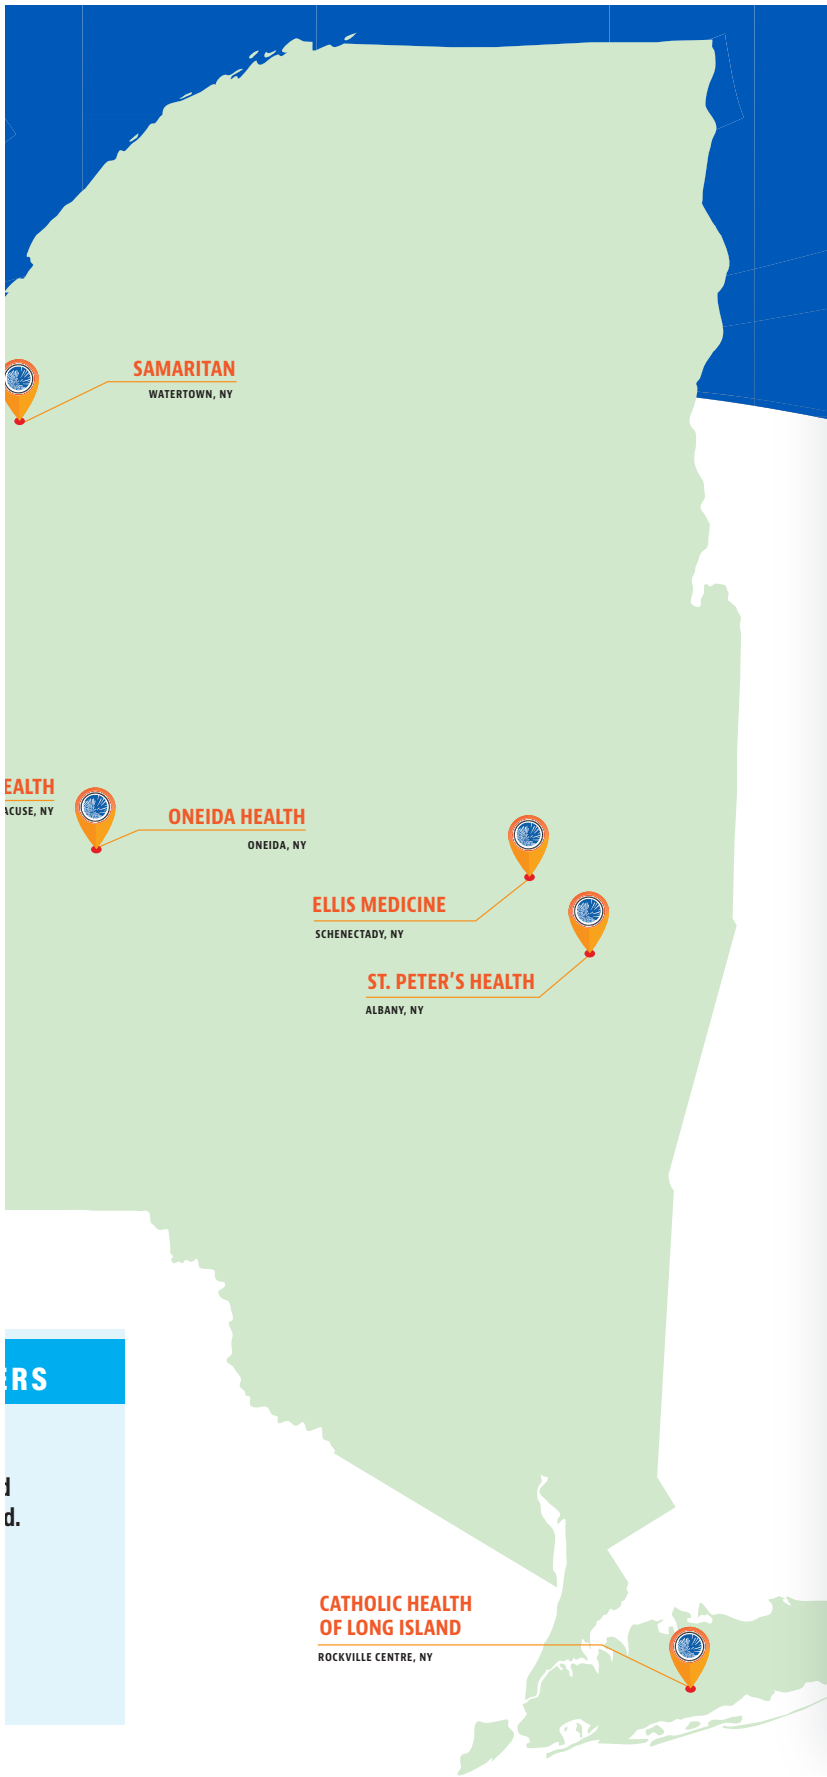 SAMARITAN
WATERTOWN, NY
EALTH
ACUSE, NY
ONEIDA HEALTH
ONEIDA, NY
ELLIS MEDICINE
SCHENECTADY, NY
ST. PETER’S HEALTH
ALBANY, NY
ERS
d
d.
CATHOLIC HEALTH
OF LONG ISLAND
ROCKVILLE CENTRE, NY